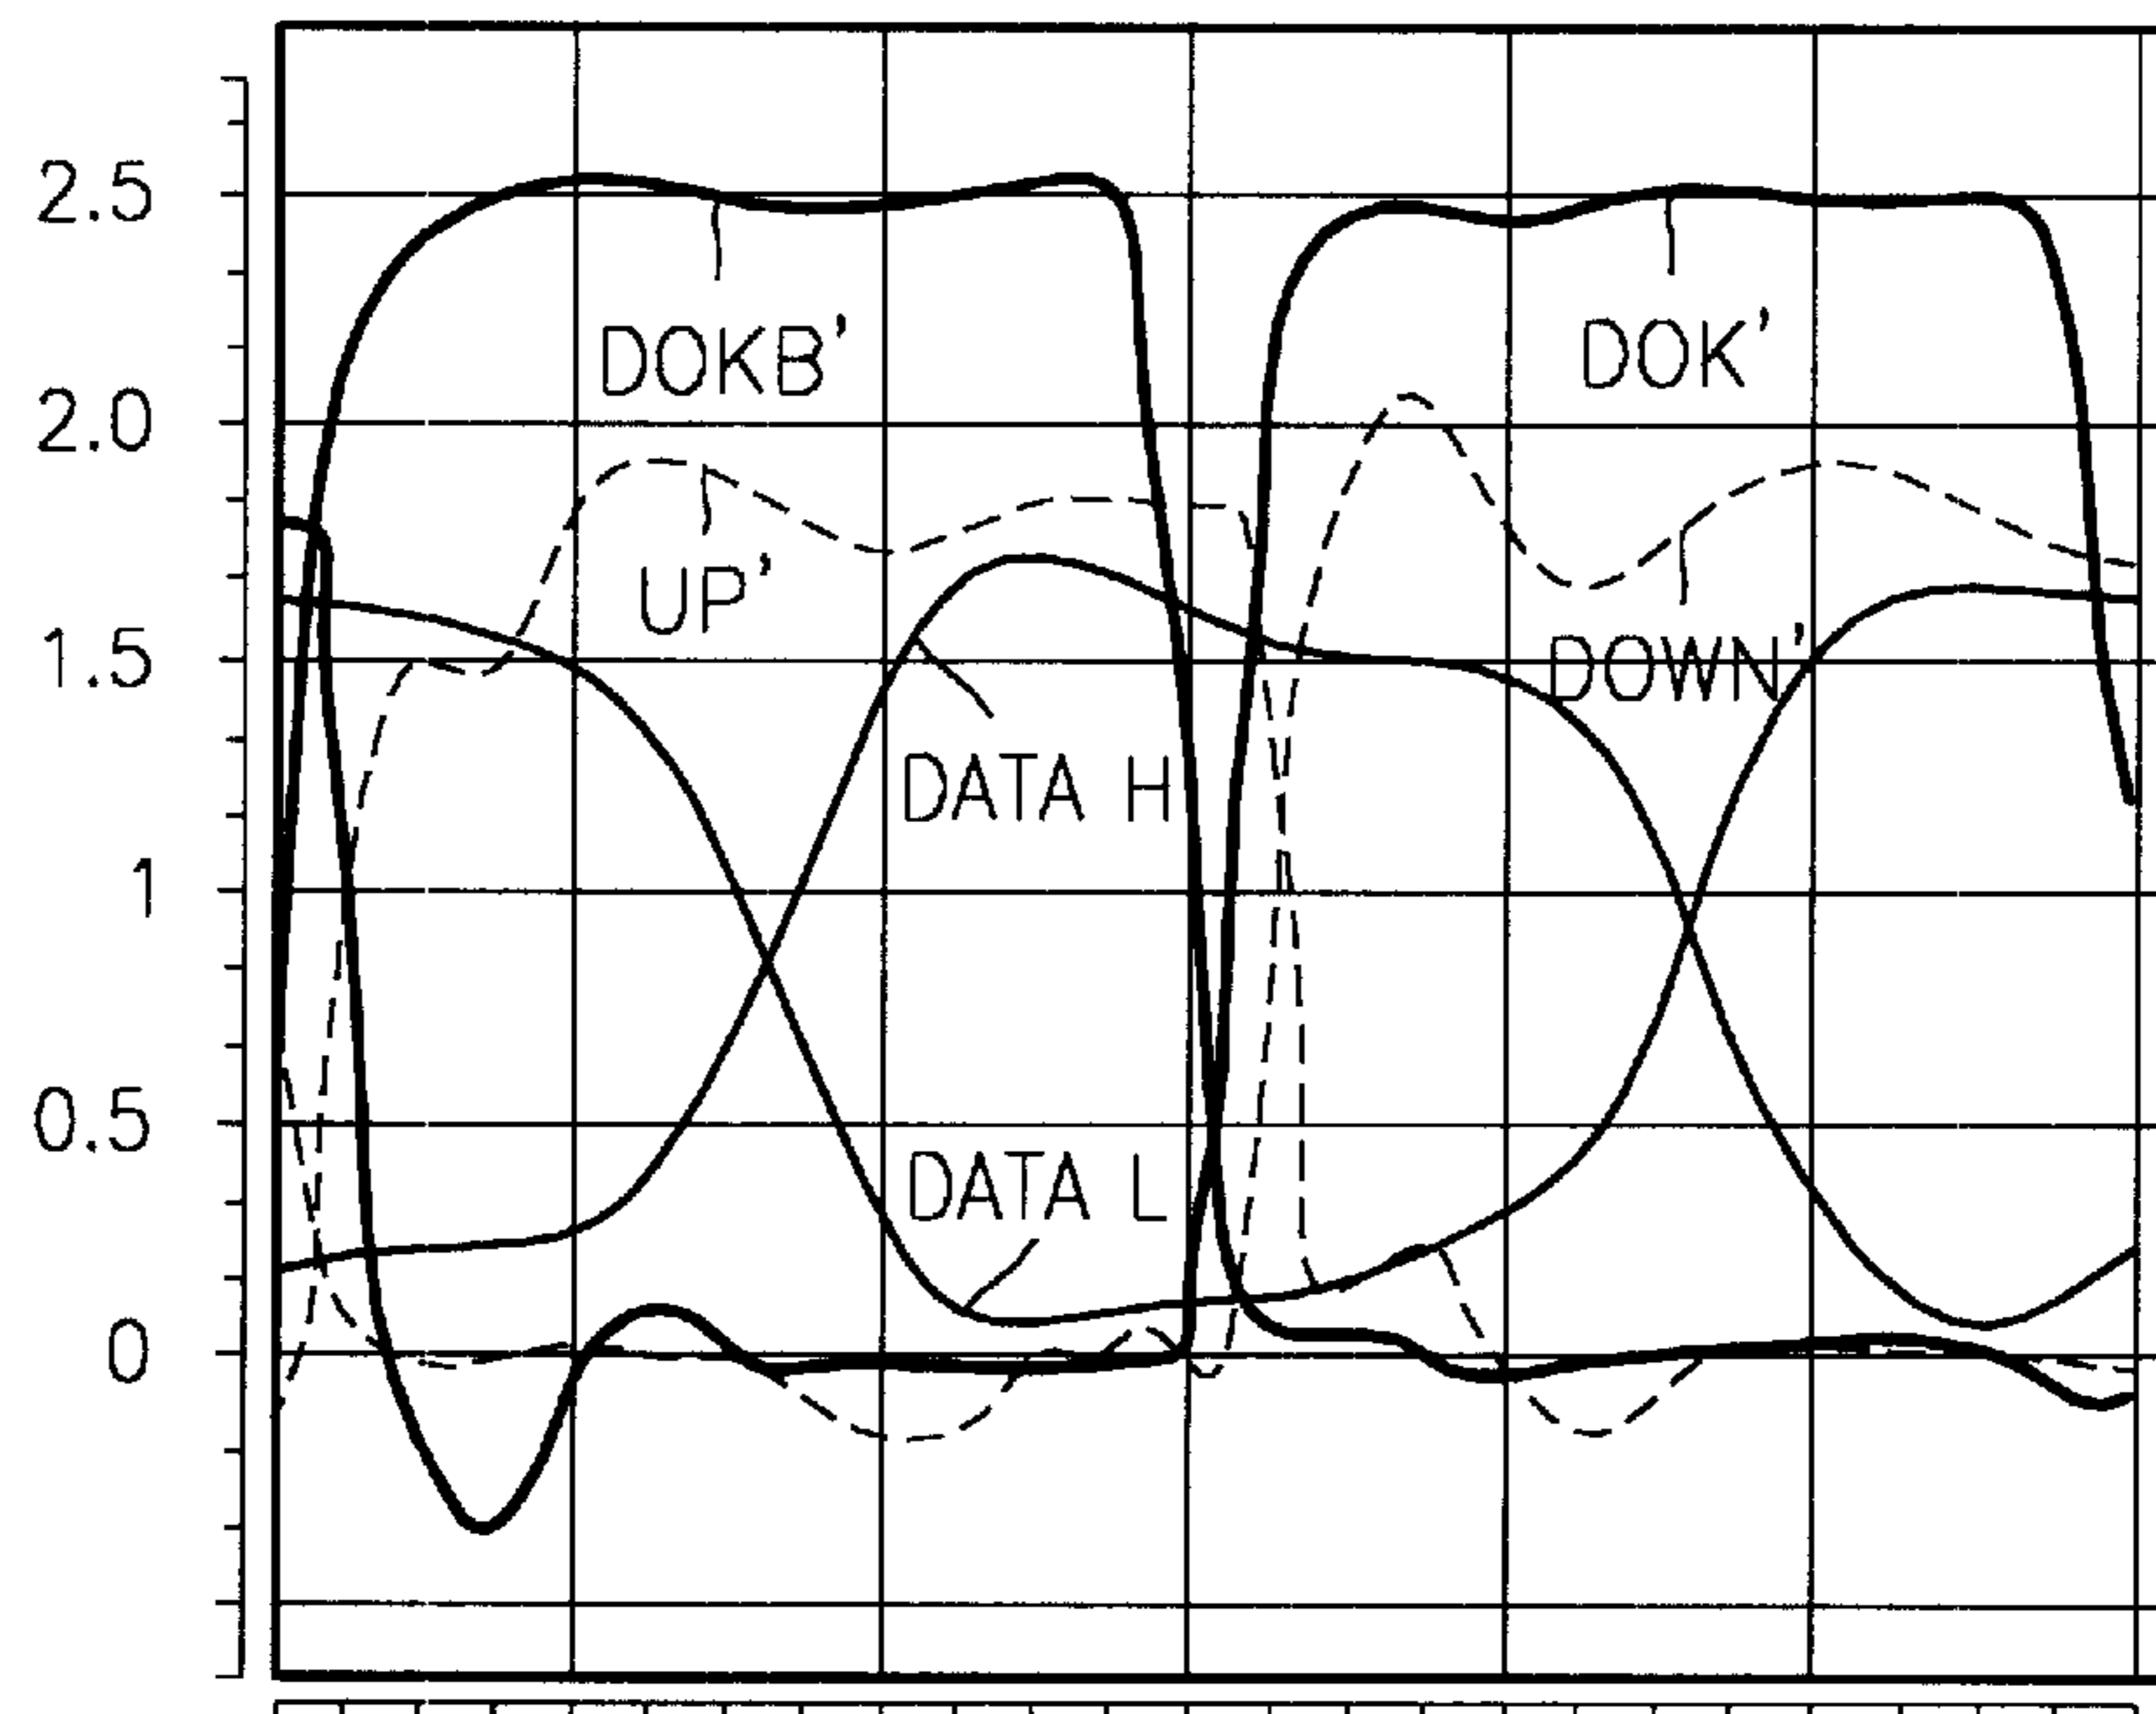 2.5
2.0
1.5
1
0.5
0
DOKB'
DOK'
UP'
DOWN'
DATA H
DATA L